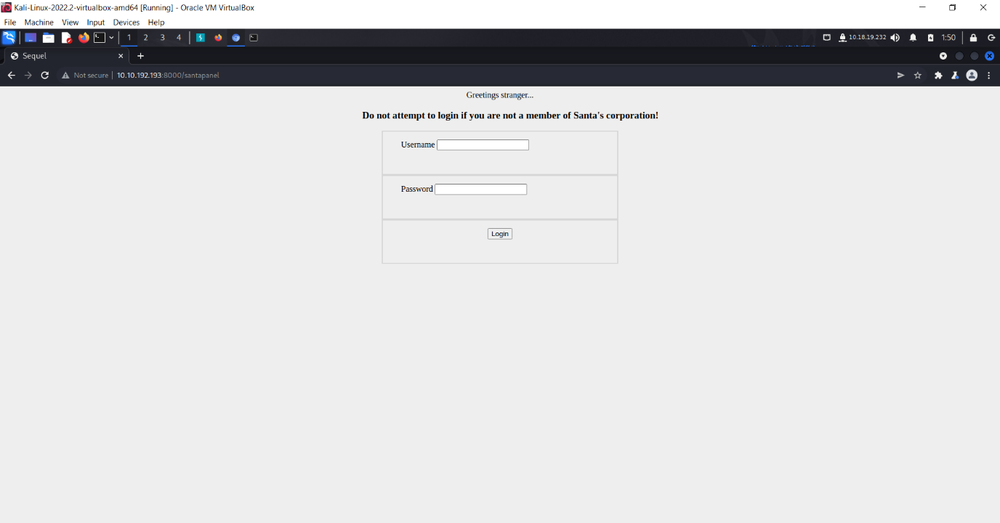 Kali-Linux-2022.2-virtualbox-amd64 [Running] - Oracle VM VirtualBox
File Machine View Input Devices Help
1 2 3 4 10.18.19.232 1:50
Sequel
Not secure 10.10.192.193:8000/santapanel
Greetings stranger...
Do not attempt to login if you are not a member of Santa's corporation!
Username
Password
Login